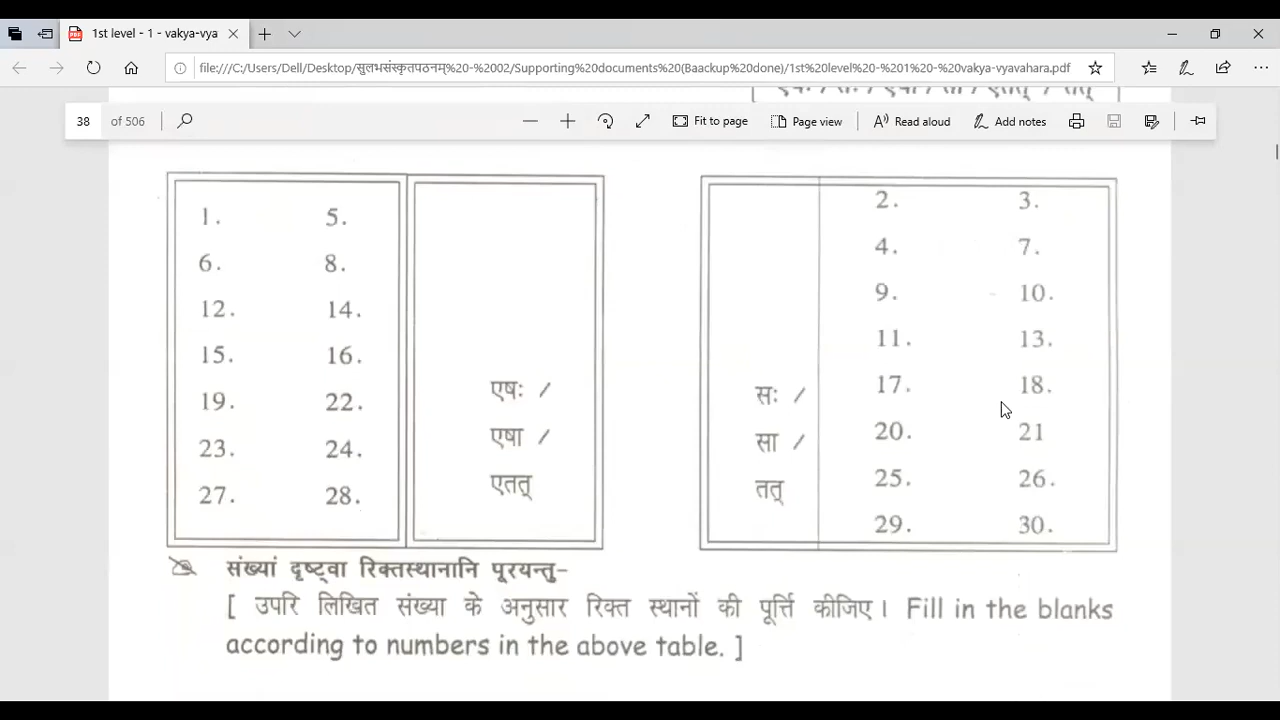 1st level - 1 - vakya-vya
file:///C:/Users/Dell/Desktop/सुलभसंस्कृतपठनम्%20-%2002/Supporting%20documents%20(Baackup%20done)/1st%20level%20-%201%20-%20vakya-vyavahara.pdf
38 of 506 Fit to page Page view Read aloud Add notes
1. 5.
6. 8.
12. 14.
15. 16.
19. 22.
23. 24.
27. 28.
एषः /
एषा /
एतत्
सः /
सा /
तत्
2. 3.
4. 7.
9. 10.
11. 13.
17. 18.
20. 21
25. 26.
29. 30.
संख्यां दृष्ट्वा रिक्तस्थानानि पूरयन्तु-
[ उपरि लिखित संख्या के अनुसार रिक्त स्थानों की पूर्त्ति कीजिए। Fill in the blanks
according to numbers in the above table. ]